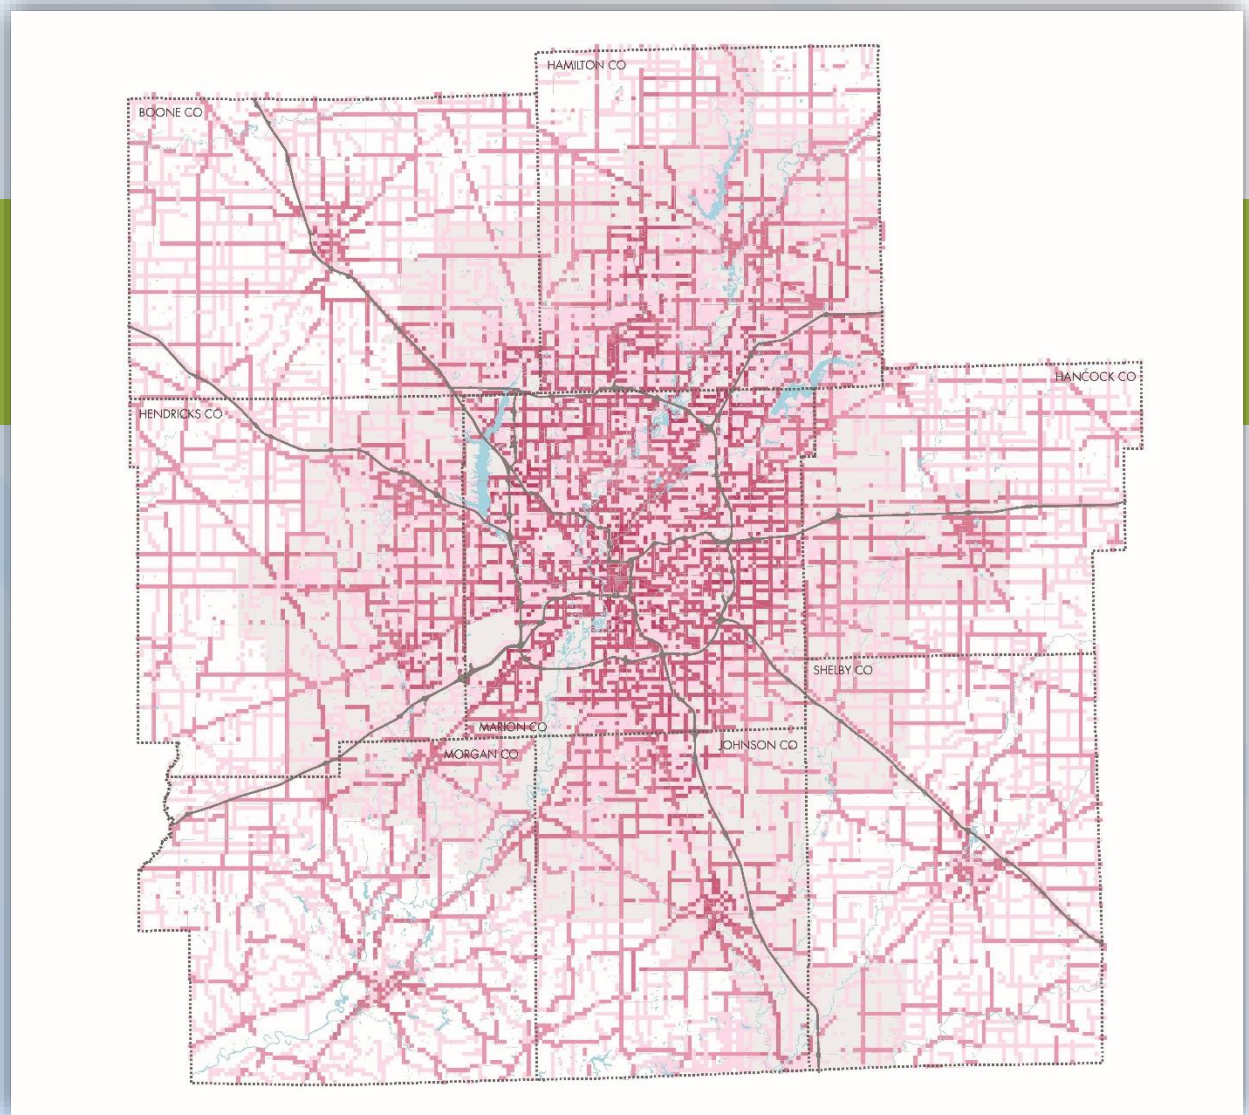 HAMILTON CO
BOONE CO
HANCOCK CO
HENDRICKS CO
SHELBY CO
MARION CO
JOHNSON CO
MORGAN CO